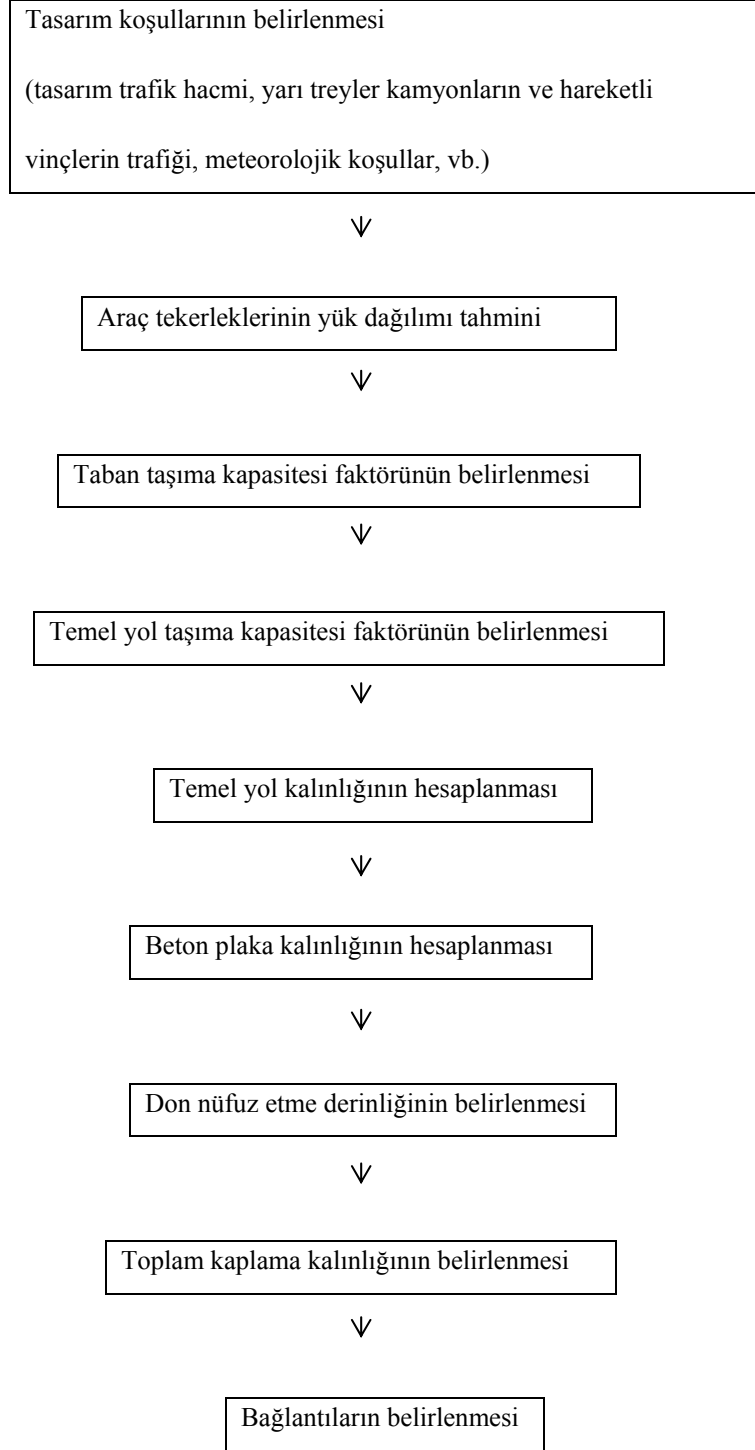 Tasarım koşullarının belirlenmesi
(tasarım trafik hacmi, yarı treyler kamyonların ve hareketli
vinçlerin trafiği, meteorolojik koşullar, vb.)
Araç tekerleklerinin yük dağılımı tahmini
Taban taşıma kapasitesi faktörünün belirlenmesi
Temel yol taşıma kapasitesi faktörünün belirlenmesi
Temel yol kalınlığının hesaplanması
Beton plaka kalınlığının hesaplanması
Don nüfuz etme derinliğinin belirlenmesi
Toplam kaplama kalınlığının belirlenmesi
Bağlantıların belirlenmesi